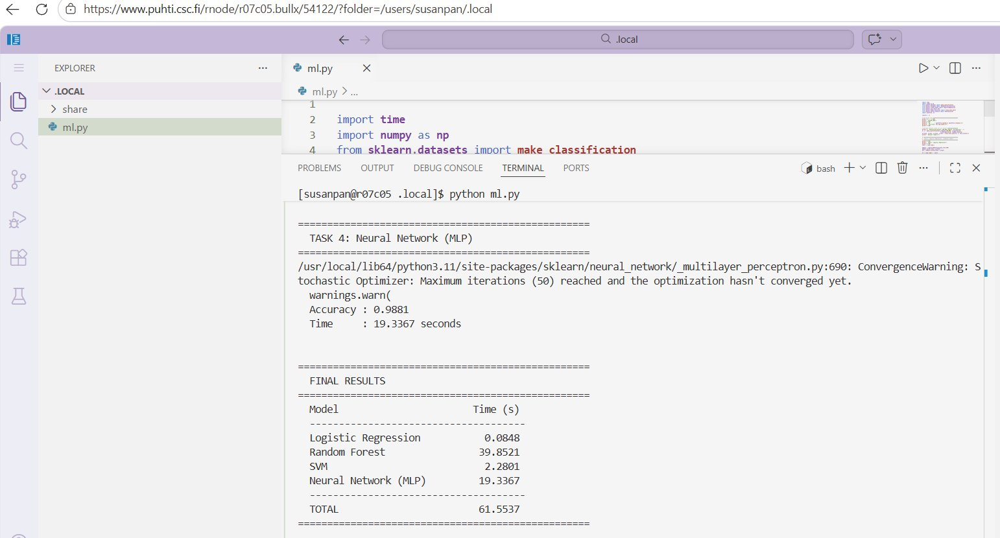 https://www.puhti.csc.fi/rnode/r07c05.bullx/54122/?folder=/users/susanpan/.local
.local
EXPLORER
.LOCAL
share
ml.py
ml.py
ml.py > ...
1
2 import time
3 import numpy as np
4 from sklearn.datasets import make_classification
PROBLEMS OUTPUT DEBUG CONSOLE TERMINAL PORTS
bash
[susanpan@r07c05 .local]$ python ml.py
==================================================
TASK 4: Neural Network (MLP)
==================================================
/usr/local/lib64/python3.11/site-packages/sklearn/neural_network/_multilayer_perceptron.py:690: ConvergenceWarning: S
tochastic Optimizer: Maximum iterations (50) reached and the optimization hasn't converged yet.
warnings.warn(
Accuracy : 0.9881
Time : 19.3367 seconds
==================================================
FINAL RESULTS
==================================================
Model Time (s)
-------------------------------------
Logistic Regression 0.0848
Random Forest 39.8521
SVM 2.2801
Neural Network (MLP) 19.3367
-------------------------------------
TOTAL 61.5537
==================================================